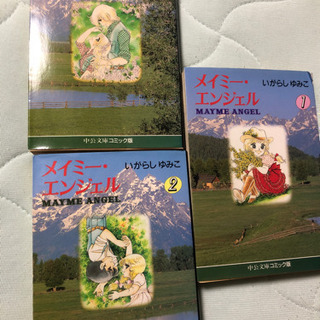 中公文庫コミック版
メイミー・
エンジェル
MAYME ANGEL
いがらし ゆみこ
1
中公文庫コミック版
メイミー・
エンジェル
MAYME ANGEL
いがらし ゆみこ
2